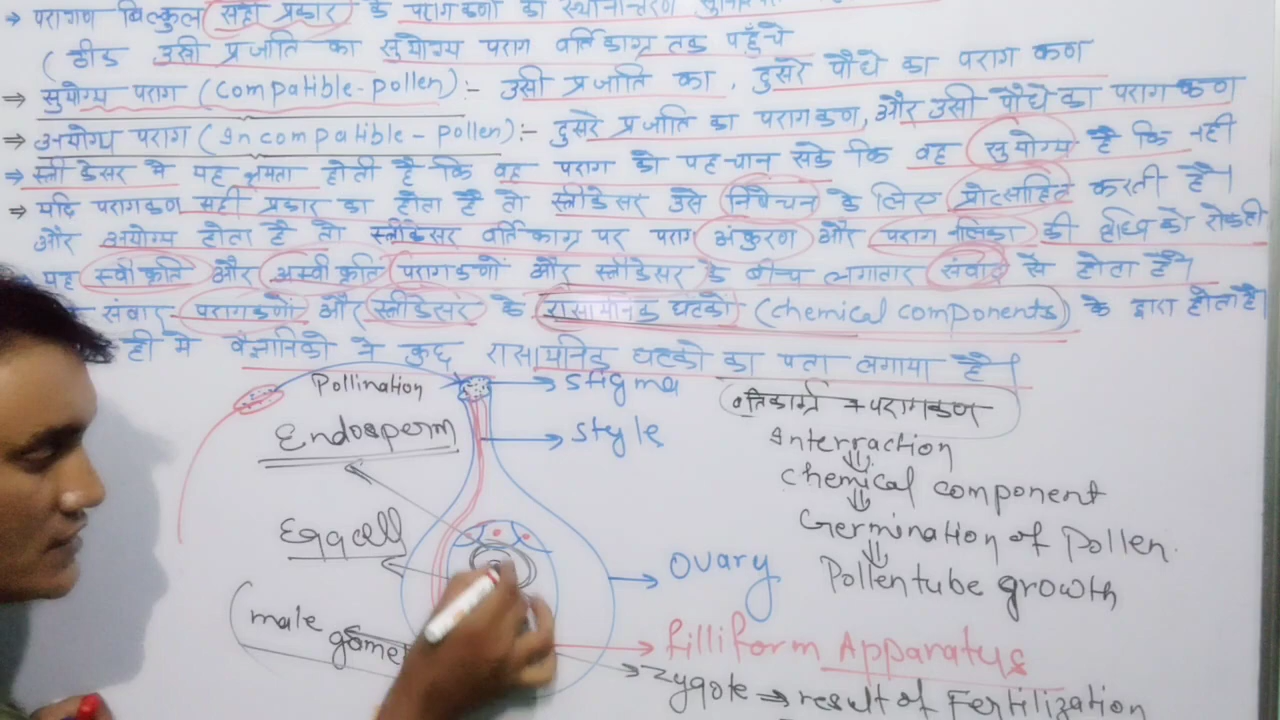 → परागण बिल्कुल सही प्रकार के परागकणों का स्थानान्तरण
( ठीक उसी प्रजाति का सुयोग्य पराग वर्तिकाग्र तक पहुँचे
⇒ सुयोग्य पराग (Compatible-pollen) :- उसी प्रजाति का, दुसरे पौधे का पराग कण
⇒ अयोग्य पराग (Incompatible-pollen) :- दुसरे प्रजाति का परागकण, और उसी पौधे का परागकण
⇒ स्त्रीकेसर में यह क्षमता होती है कि वह पराग को पहचान सके कि वह सुयोग्य है कि नहीं
⇒ यदि परागकण सही प्रकार का होता है तो स्त्रीकेसर उसे निषेचन के लिए प्रोत्साहित करती है।
और अयोग्य होता है तो स्त्रीकेसर वर्तिकाग्र पर पराग अंकुरण और पराग नलिका की वृध्दि को रोकती
यह स्वीकृति और अस्वीकृति परागकणों और स्त्रीकेसर के बीच लगातार संवाद से होता है।
संवाद परागकणों और स्त्रीकेसर के रासायनिक घटकों (chemical components) के द्वारा होता है।
ही में वैज्ञानिकों ने कुछ रासायनिक घटकों का पता लगाया है।
Pollination
Stigma
वर्तिकाग्र + परागकण
Endosperm
Style
Interraction
⇓
chemical component
⇓
Germination of Pollen.
⇓
Pollentube growth
Egg cell
Ovary
male
gamet
filliform Apparatus
Zygote ⇒ result of Fertilization